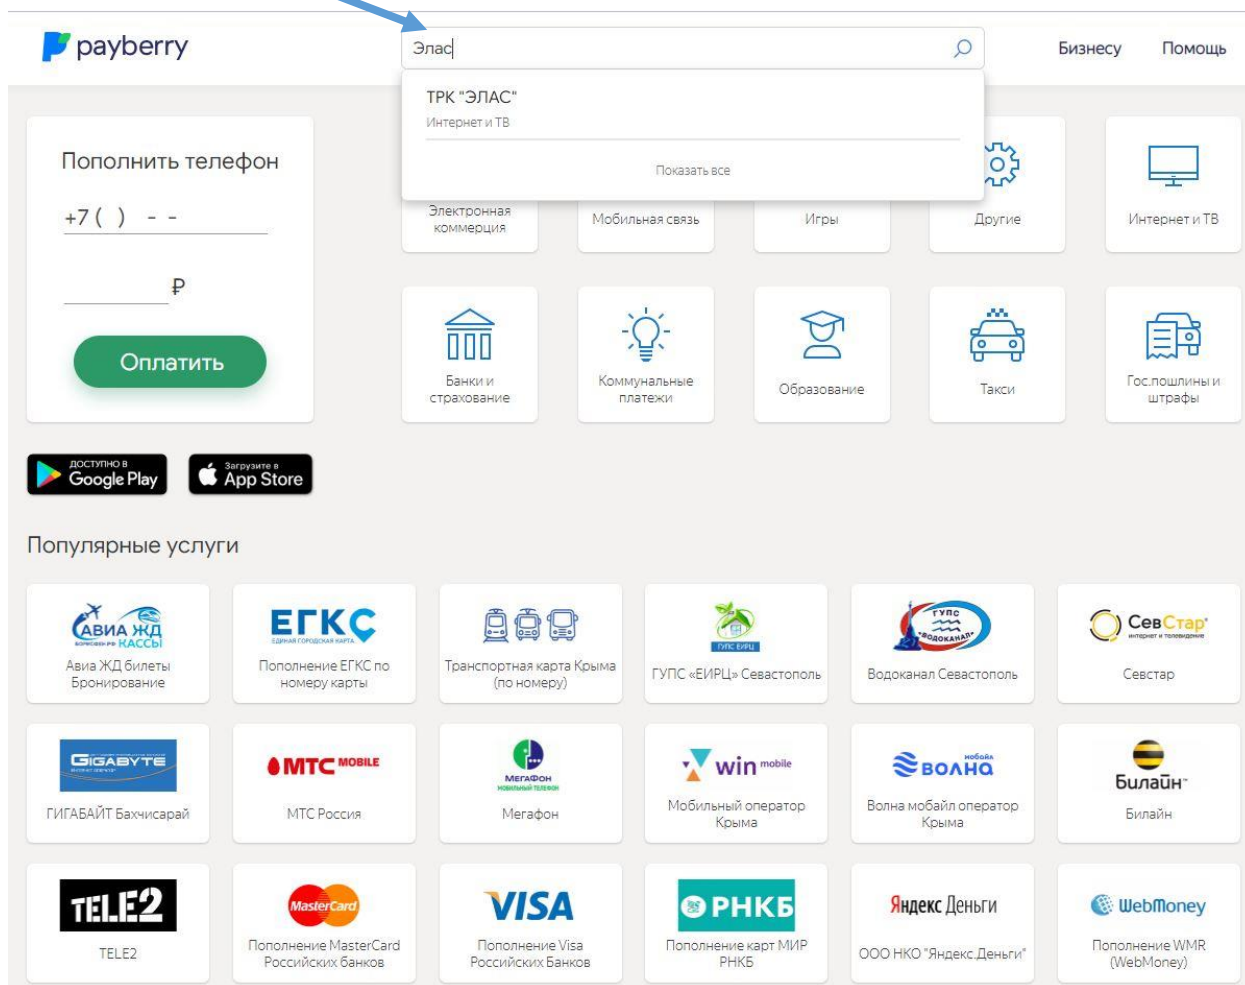 payberry
Элас
Бизнесу
Помощь
ТРК "ЭЛАС"
Интернет и ТВ
Показать все
Пополнить телефон
+7 ( ) - -
₽
Оплатить
Электронная
коммерция
Мобильная связь
Игры
Другие
Интернет и ТВ
Банки и
страхование
Коммунальные
платежи
Образование
Такси
Гос.пошлины и
штрафы
ДОСТУПНО В
Google Play
Загрузите в
App Store
Популярные услуги
АВИА ЖД
КАССЫ
Авиа ЖД билеты
Бронирование
ЕГКС
ЕДИНАЯ ГОРОДСКАЯ КАРТА
Пополнение ЕГКС по
номеру карты
Транспортная карта Крыма
(по номеру)
ГУПС ЕИРЦ
ГУПС «ЕИРЦ» Севастополь
ГУПС
"ВОДОКАНАЛ"
Водоканал Севастополь
СевСтар
интернет и телевидение
Севстар
GIGABYTE
ГИГАБАЙТ Бахчисарай
МТС MOBILE
МТС Россия
МЕГАФОН
МОБИЛЬНЫЙ ТЕЛЕФОН
Мегафон
win mobile
Мобильный оператор
Крыма
мобайл
волна
Волна мобайл оператор
Крыма
Билайн
Билайн
TELE2
TELE2
MasterCard
Пополнение MasterCard
Российских банков
VISA
Пополнение Visa
Российских Банков
РНКБ
Пополнение карт МИР
РНКБ
Яндекс Деньги
ООО НКО "Яндекс.Деньги"
WebMoney
Пополнение WMR
(WebMoney)